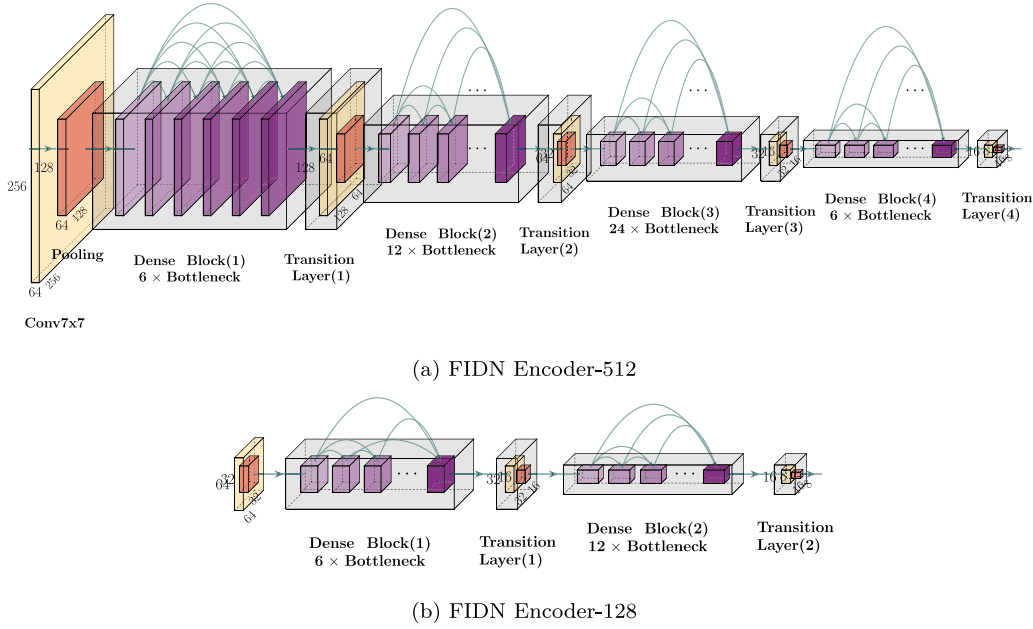 256
64
256
Conv7x7
128
64
128
Pooling
Dense Block(1)
6 × Bottleneck
128
64
128
64
Transition
Layer(1)
· · ·
Dense Block(2)
12 × Bottleneck
64
32
64
Transition
Layer(2)
· · ·
Dense Block(3)
24 × Bottleneck
32
16
32
16
Transition
Layer(3)
· · ·
Dense Block(4)
6 × Bottleneck
16
8
16
8
Transition
Layer(4)
(a) FIDN Encoder-512
64
32
64
32
· · ·
Dense Block(1)
6 × Bottleneck
32
16
32
16
Transition
Layer(1)
· · ·
Dense Block(2)
12 × Bottleneck
16
8
16
8
Transition
Layer(2)
(b) FIDN Encoder-128